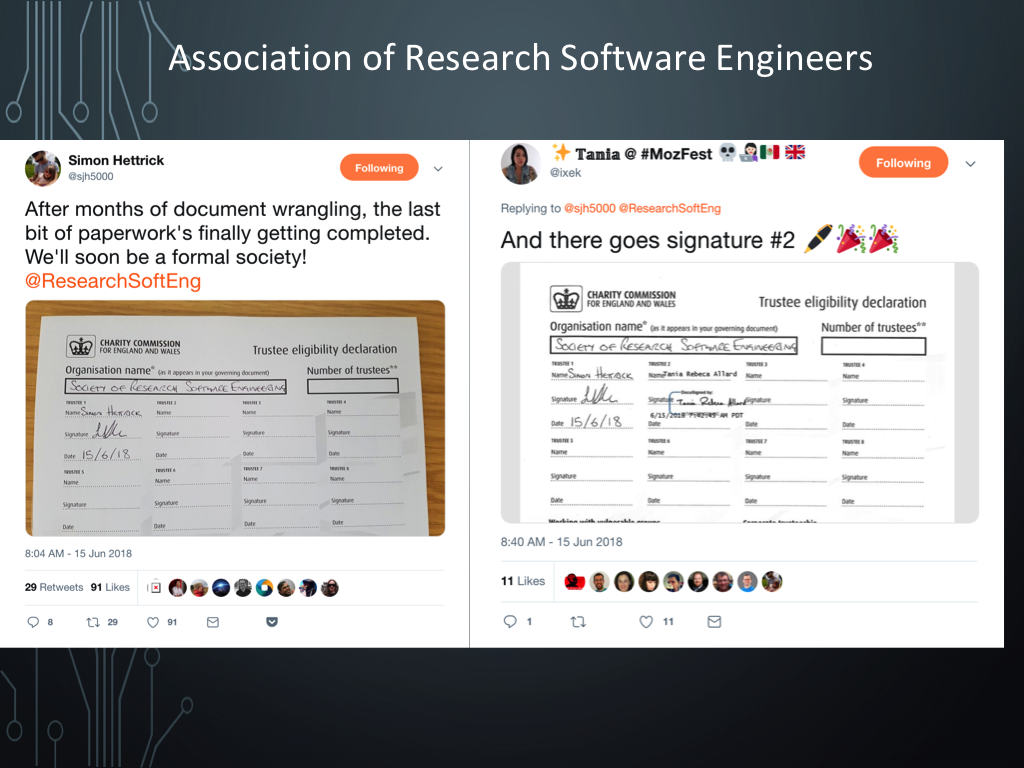 Association of Research Software Engineers
Simon Hettrick
@sjh5000
Following
After months of document wrangling, the last
bit of paperwork's finally getting completed.
We'll soon be a formal society!
@ResearchSoftEng
CHARITY COMMISSION
FOR ENGLAND AND WALES
Trustee eligibility declaration
Organisation name* (as it appears in your governing document)
Number of trustees**
SOCIETY OF RESEARCH SOFTWARE ENGINEERING
TRUSTEE 1 TRUSTEE 2 TRUSTEE 3 TRUSTEE 4
Name SIMON HETTRICK Name Name Name
Signature Signature Signature Signature
Date 15/6/18 Date Date Date
TRUSTEE 5 TRUSTEE 6 TRUSTEE 7 TRUSTEE 8
Name Name Name Name
Signature Signature Signature Signature
Date Date Date Date
8:04 AM - 15 Jun 2018
29 Retweets 91 Likes
8 29 91
✨ Tania @ #MozFest 💀👩🏻‍💻🇲🇽 🇬🇧
@ixek
Following
Replying to @sjh5000 @ResearchSoftEng
And there goes signature #2 🖋🎉🎉
CHARITY COMMISSION
FOR ENGLAND AND WALES
Trustee eligibility declaration
Organisation name* (as it appears in your governing document)
Number of trustees**
SOCIETY OF RESEARCH SOFTWARE ENGINEERING
TRUSTEE 1 TRUSTEE 2 TRUSTEE 3 TRUSTEE 4
Name SIMON HETTRICK Name Tania Rebeca Allard Name Name
DocuSigned by:
Signature Signature Tania Rebeca Allard Signature Signature
6/15/2018 AM PDT
Date 15/6/18 Date Date Date
TRUSTEE 5 TRUSTEE 6 TRUSTEE 7 TRUSTEE 8
Name Name Name Name
Signature Signature Signature Signature
Date Date Date Date
Working with vulnerable groups Corporate trusteeship
8:40 AM - 15 Jun 2018
11 Likes
1 11